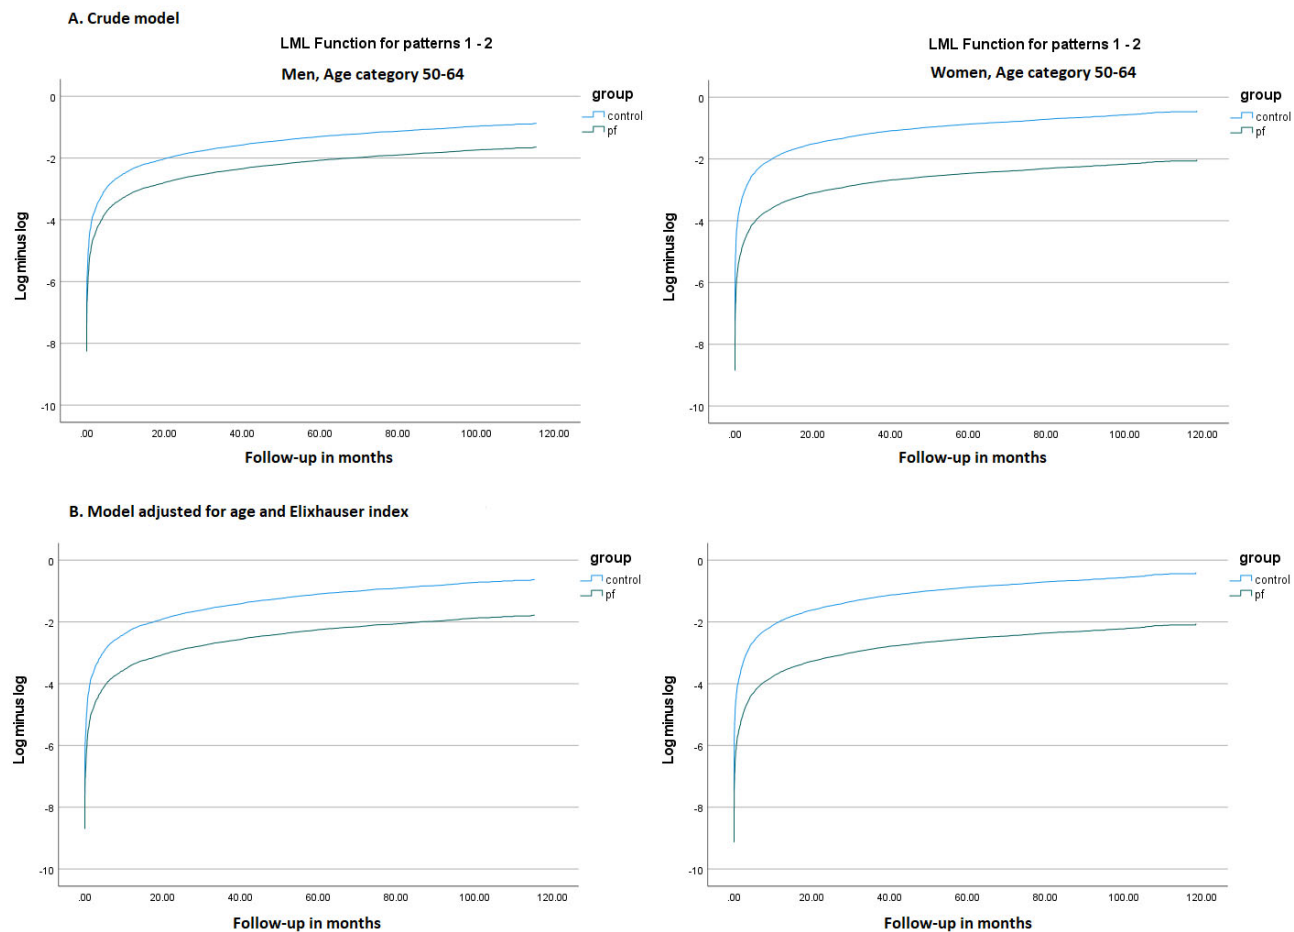 A. Crude model
LML Function for patterns 1 - 2
Men, Age category 50-64
group
control
pf
0
-2
-4
-6
-8
-10
Log minus log
.00 20.00 40.00 60.00 80.00 100.00 120.00
Follow-up in months
LML Function for patterns 1 - 2
Women, Age category 50-64
group
control
pf
0
-2
-4
-6
-8
-10
Log minus log
.00 20.00 40.00 60.00 80.00 100.00 120.00
Follow-up in months
B. Model adjusted for age and Elixhauser index
group
control
pf
0
-2
-4
-6
-8
-10
Log minus log
.00 20.00 40.00 60.00 80.00 100.00 120.00
Follow-up in months
group
control
pf
0
-2
-4
-6
-8
-10
Log minus log
.00 20.00 40.00 60.00 80.00 100.00 120.00
Follow-up in months